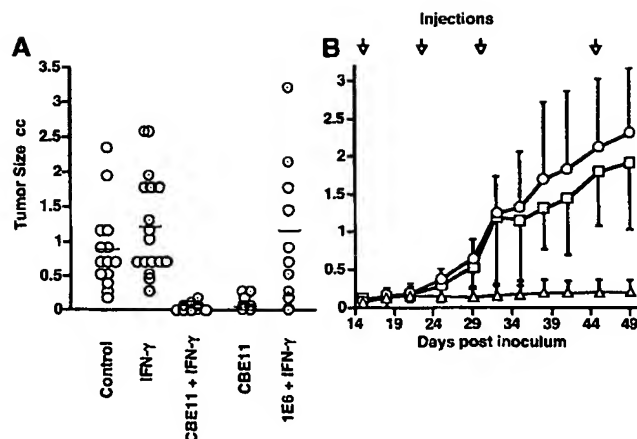 Injections
A
B
Tumor Size cc
3.5
3
2.5
2
1.5
1
0.5
0
Control
IFN-γ
CBE11 + IFN-γ
CBE11
1E6 + IFN-γ
3
2.5
2
1.5
1
0.5
0
14 19 24 29 34 39 44 49
Days post inoculum